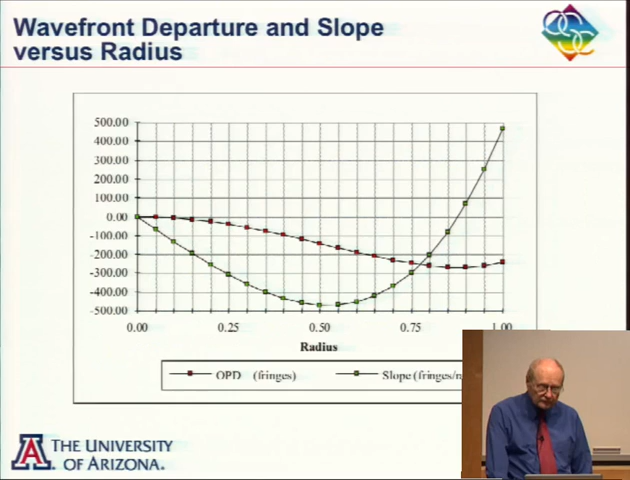 Wavefront Departure and Slope
versus Radius
500.00
400.00
300.00
200.00
100.00
0.00
-100.00
-200.00
-300.00
-400.00
-500.00
0.00 0.25 0.50 0.75 1.00
Radius
OPD (fringes) Slope (fringes/
THE UNIVERSITY
OF ARIZONA.